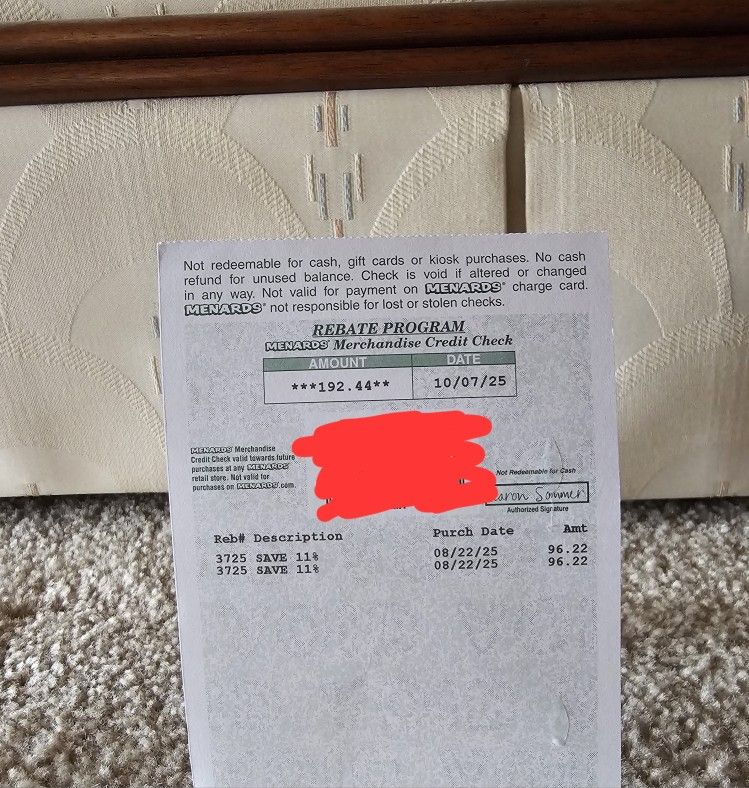 Not redeemable for cash, gift cards or kiosk purchases. No cash
refund for unused balance. Check is void if altered or changed
in any way. Not valid for payment on MENARDS® charge card.
MENARDS® not responsible for lost or stolen checks.
REBATE PROGRAM
MENARDS® Merchandise Credit Check
AMOUNT DATE
***192.44** 10/07/25
MENARDS® Merchandise
Credit Check valid towards future
purchases at any MENARDS®
retail store. Not valid for
purchases on MENARDS.com.
Not Redeemable for Cash
aron Sommer
Authorized Signature
Reb# Description Purch Date Amt
3725 SAVE 11% 08/22/25 96.22
3725 SAVE 11% 08/22/25 96.22